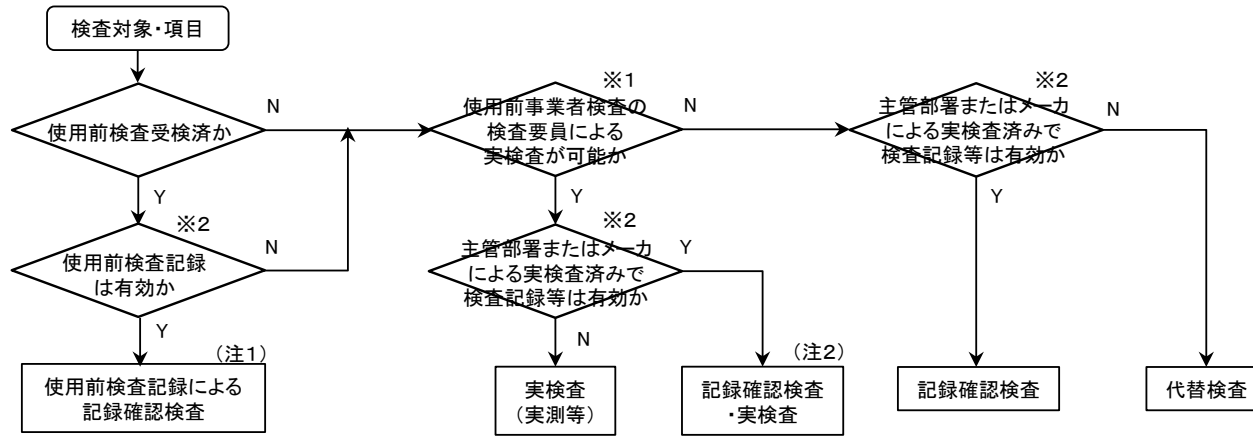 検査対象・項目
使用前検査受検済か
N
Y
※2
使用前検査記録
は有効か
N
Y
（注1）
使用前検査記録による
記録確認検査
※1
使用前事業者検査の
検査要員による
実検査が可能か
N
Y
※2
主管部署またはメーカ
による実検査済みで
検査記録等は有効か
Y
N
実検査
（実測等）
（注2）
記録確認検査
・実検査
※2
主管部署またはメーカ
による実検査済みで
検査記録等は有効か
N
Y
記録確認検査
代替検査